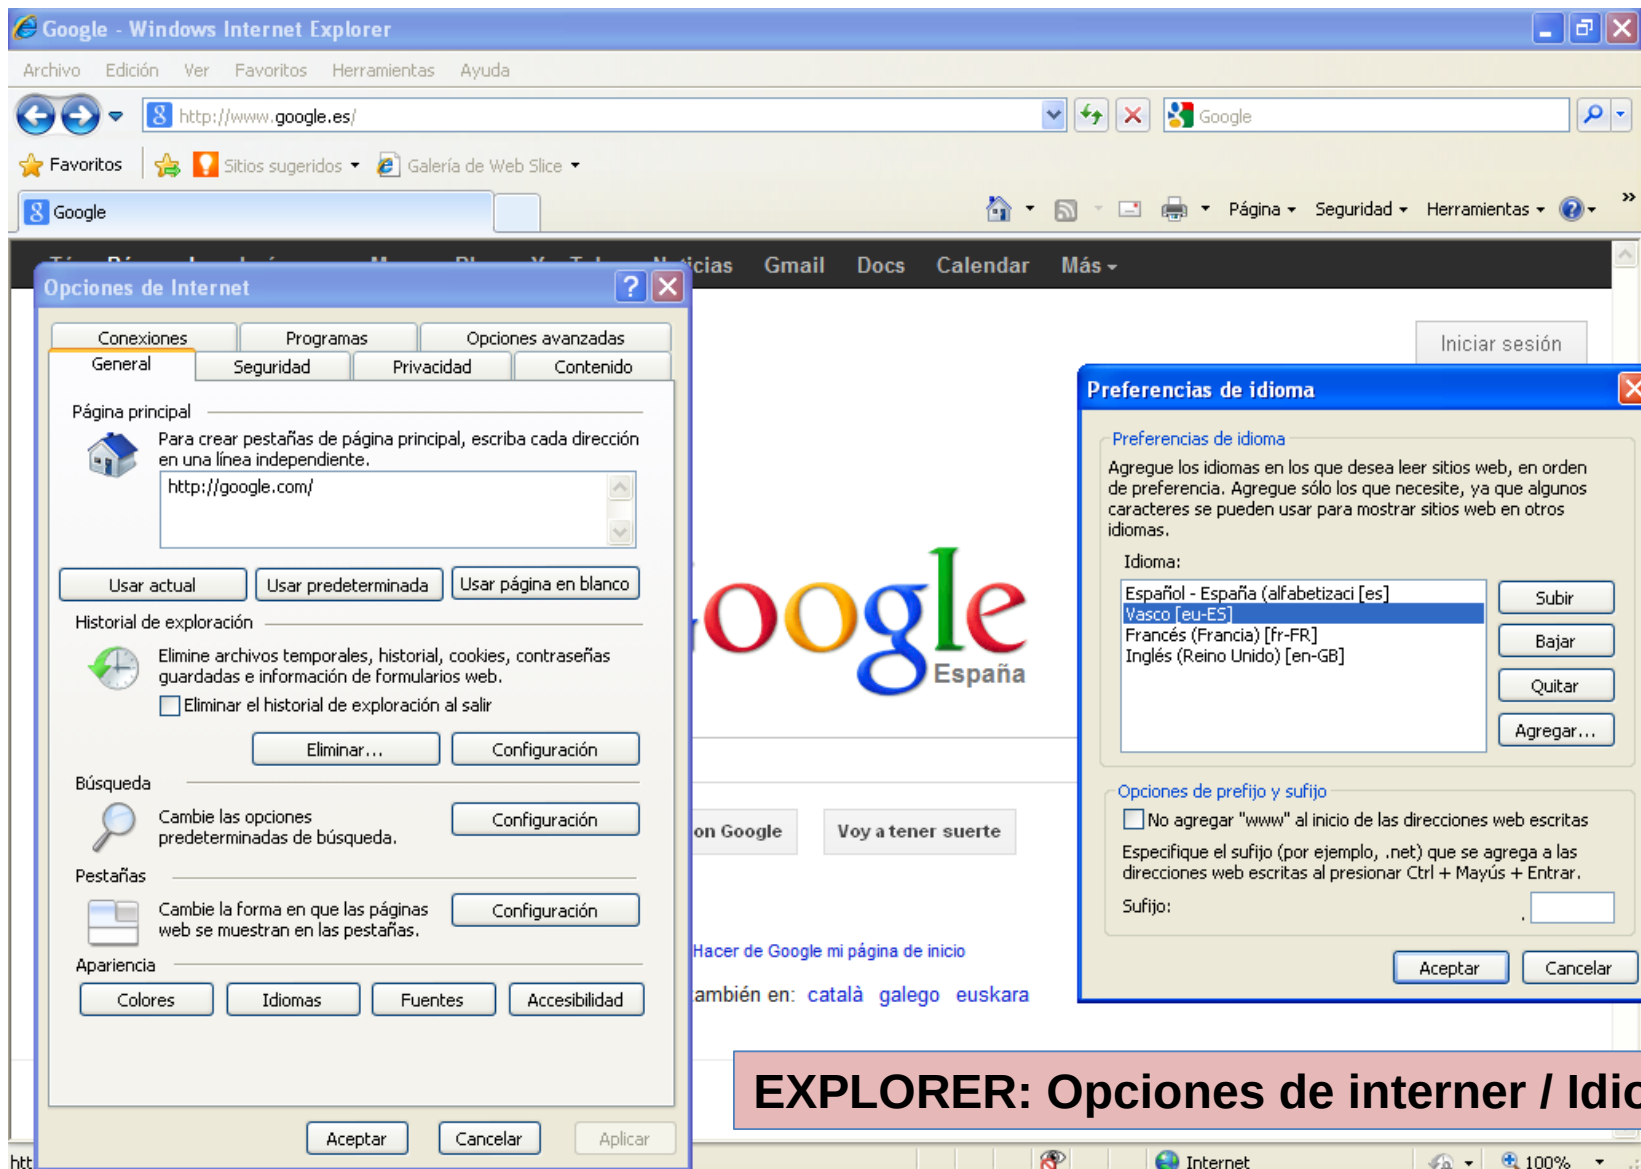 Google - Windows Internet Explorer
Archivo Edición Ver Favoritos Herramientas Ayuda
http://www.google.es/
Google
Favoritos Sitios sugeridos Galería de Web Slice
Google
Página Seguridad Herramientas
Gmail Docs Calendar Más
Iniciar sesión
Opciones de Internet
Conexiones Programas Opciones avanzadas
General Seguridad Privacidad Contenido
Página principal
Para crear pestañas de página principal, escriba cada dirección
en una línea independiente.
http://google.com/
Usar actual Usar predeterminada Usar página en blanco
Historial de exploración
Elimine archivos temporales, historial, cookies, contraseñas
guardadas e información de formularios web.
Eliminar el historial de exploración al salir
Eliminar... Configuración
Búsqueda
Cambie las opciones
predeterminadas de búsqueda.
Configuración
Pestañas
Cambie la forma en que las páginas
web se muestran en las pestañas.
Configuración
Apariencia
Colores Idiomas Fuentes Accesibilidad
Aceptar Cancelar Aplicar
oogle
España
on Google Voy a tener suerte
Hacer de Google mi página de inicio
ambién en: català galego euskara
Preferencias de idioma
Preferencias de idioma
Agregue los idiomas en los que desea leer sitios web, en orden
de preferencia. Agregue sólo los que necesite, ya que algunos
caracteres se pueden usar para mostrar sitios web en otros
idiomas.
Idioma:
Español - España (alfabetizaci [es]
Vasco [eu-ES]
Francés (Francia) [fr-FR]
Inglés (Reino Unido) [en-GB]
Subir
Bajar
Quitar
Agregar...
Opciones de prefijo y sufijo
No agregar "www" al inicio de las direcciones web escritas
Especifique el sufijo (por ejemplo, .net) que se agrega a las
direcciones web escritas al presionar Ctrl + Mayús + Entrar.
Sufijo: .
Aceptar Cancelar
EXPLORER: Opciones de interner / Idio
htt
Internet 100%